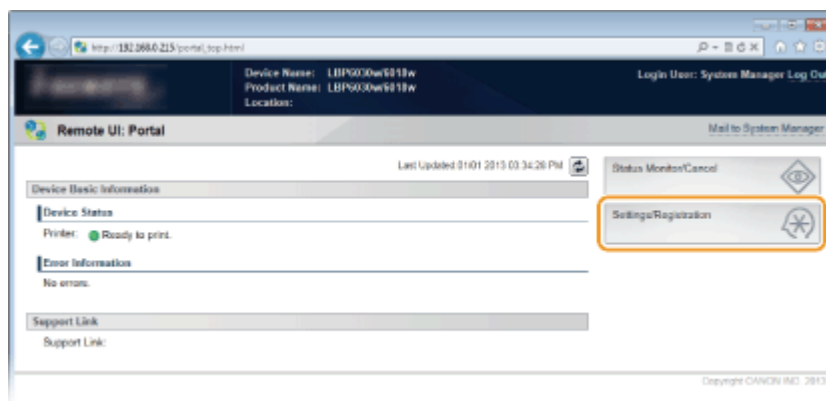 http://192.168.0.215/portal_top.html
Device Name: LBP6030w/6018w
Product Name: LBP6030w/6018w
Location:
Login User: System Manager Log Ou
Remote UI: Portal
Mail to System Manager
Last Updated 01/01 2013 03:34:28 PM
Device Basic Information
Device Status
Printer: Ready to print.
Error Information
No errors.
Support Link
Support Link:
Status Monitor/Cancel
Settings/Registration
Copyright CANON INC. 2013